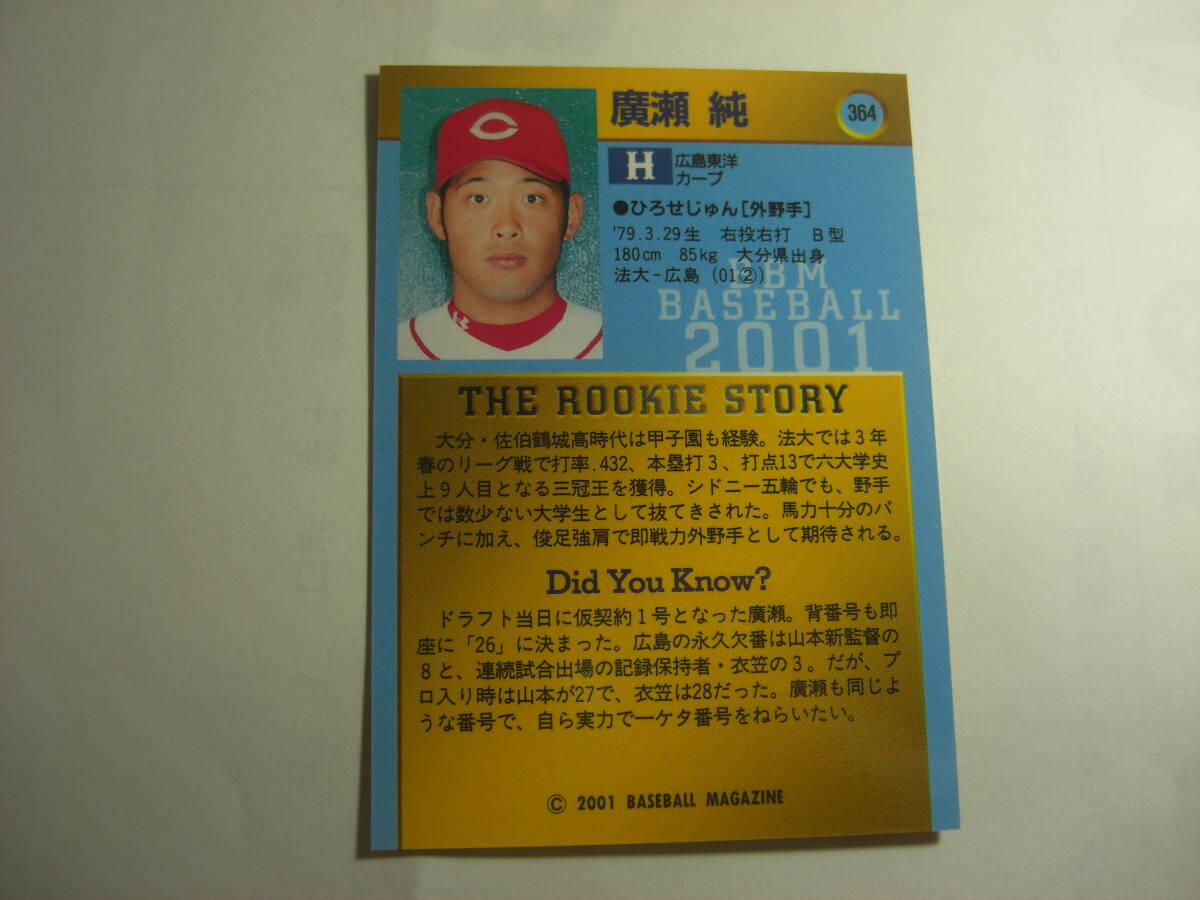 廣瀬 純
364
H
広島東洋
カープ
●ひろせじゅん[外野手]
'79.3.29生 右投右打 B型
180cm 85kg 大分県出身
法大-広島 (01②)
BBM
BASEBALL
2001
THE ROOKIE STORY
大分・佐伯鶴城高時代は甲子園も経験。法大では3年
春のリーグ戦で打率.432、本塁打3、打点13で六大学史
上9人目となる三冠王を獲得。シドニー五輪でも、野手
では数少ない大学生として抜てきされた。馬力十分のパ
ンチに加え、俊足強肩で即戦力外野手として期待される。
Did You Know?
ドラフト当日に仮契約1号となった廣瀬。背番号も即
座に「26」に決まった。広島の永久欠番は山本新監督の
8と、連続試合出場の記録保持者・衣笠の3。だが、プ
ロ入り時は山本が27で、衣笠は28だった。廣瀬も同じよ
うな番号で、自ら実力で一ケタ番号をねらいたい。
© 2001 BASEBALL MAGAZINE